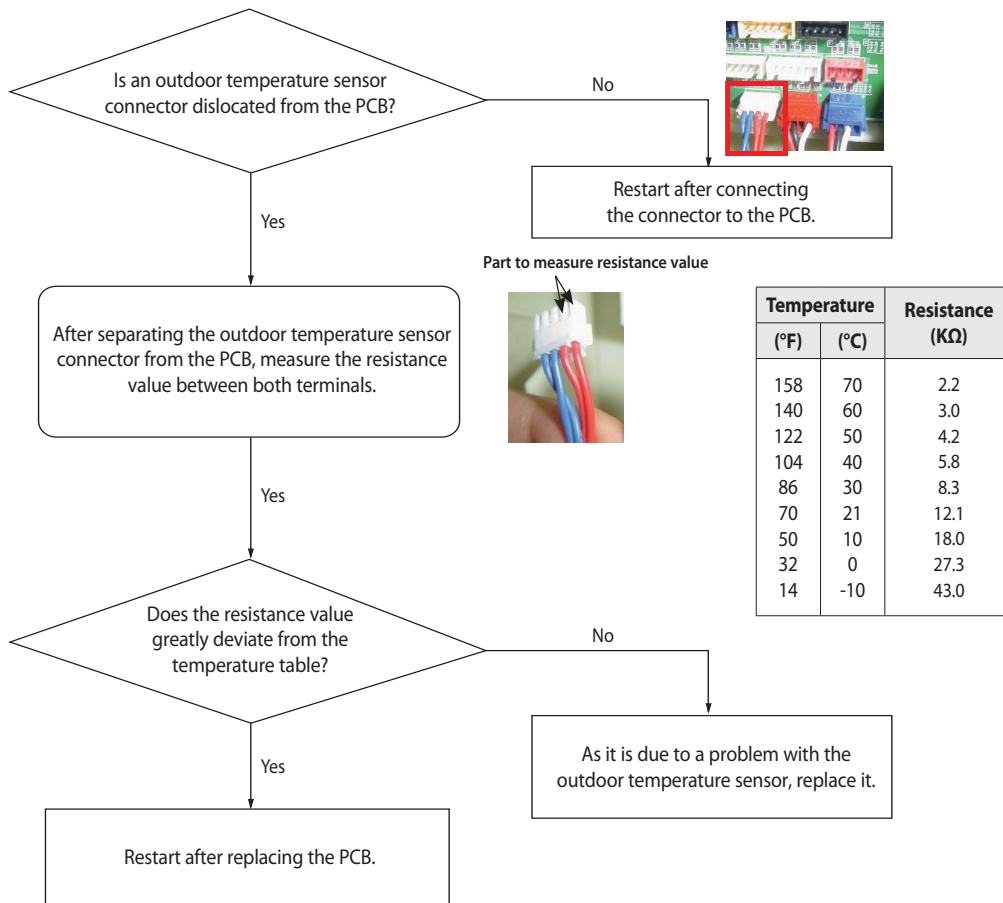 Is an outdoor temperature sensor
connector dislocated from the PCB?
No
Restart after connecting
the connector to the PCB.
Yes
Part to measure resistance value
After separating the outdoor temperature sensor
connector from the PCB, measure the resistance
value between both terminals.
Temperature Resistance
(KΩ)
(°F) (°C)
158 70 2.2
140 60 3.0
122 50 4.2
104 40 5.8
86 30 8.3
70 21 12.1
50 10 18.0
32 0 27.3
14 -10 43.0
Yes
Does the resistance value
greatly deviate from the
temperature table?
No
As it is due to a problem with the
outdoor temperature sensor, replace it.
Yes
Restart after replacing the PCB.